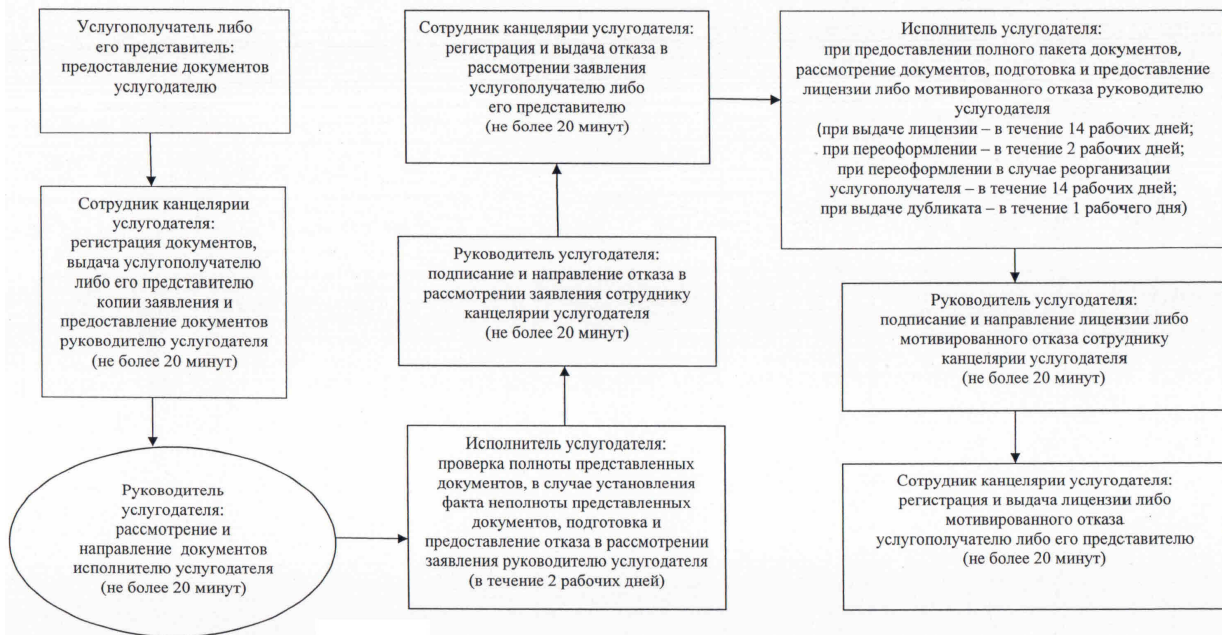 Услугополучатель либо
его представитель:
предоставление документов
услугодателю
Сотрудник канцелярии
услугодателя:
регистрация документов,
выдача услугополучателю
либо его представителю
копии заявления и
предоставление документов
руководителю услугодателя
(не более 20 минут)
Руководитель
услугодателя:
рассмотрение и
направление документов
исполнителю услугодателя
(не более 20 минут)
Исполнитель услугодателя:
проверка полноты представленных
документов, в случае установления
факта неполноты представленных
документов, подготовка и
предоставление отказа в рассмотрении
заявления руководителю услугодателя
(в течение 2 рабочих дней)
Руководитель услугодателя:
подписание и направление отказа в
рассмотрении заявления сотруднику
канцелярии услугодателя
(не более 20 минут)
Сотрудник канцелярии услугодателя:
регистрация и выдача отказа в
рассмотрении заявления
услугополучателю либо
его представителю
(не более 20 минут)
Исполнитель услугодателя:
при предоставлении полного пакета документов,
рассмотрение документов, подготовка и предоставление
лицензии либо мотивированного отказа руководителю
услугодателя
(при выдаче лицензии – в течение 14 рабочих дней;
при переоформлении – в течение 2 рабочих дней;
при переоформлении в случае реорганизации
услугополучателя – в течение 14 рабочих дней;
при выдаче дубликата – в течение 1 рабочего дня)
Руководитель услугодателя:
подписание и направление лицензии либо
мотивированного отказа сотруднику
канцелярии услугодателя
(не более 20 минут)
Сотрудник канцелярии услугодателя:
регистрация и выдача лицензии либо
мотивированного отказа
услугополучателю либо его представителю
(не более 20 минут)